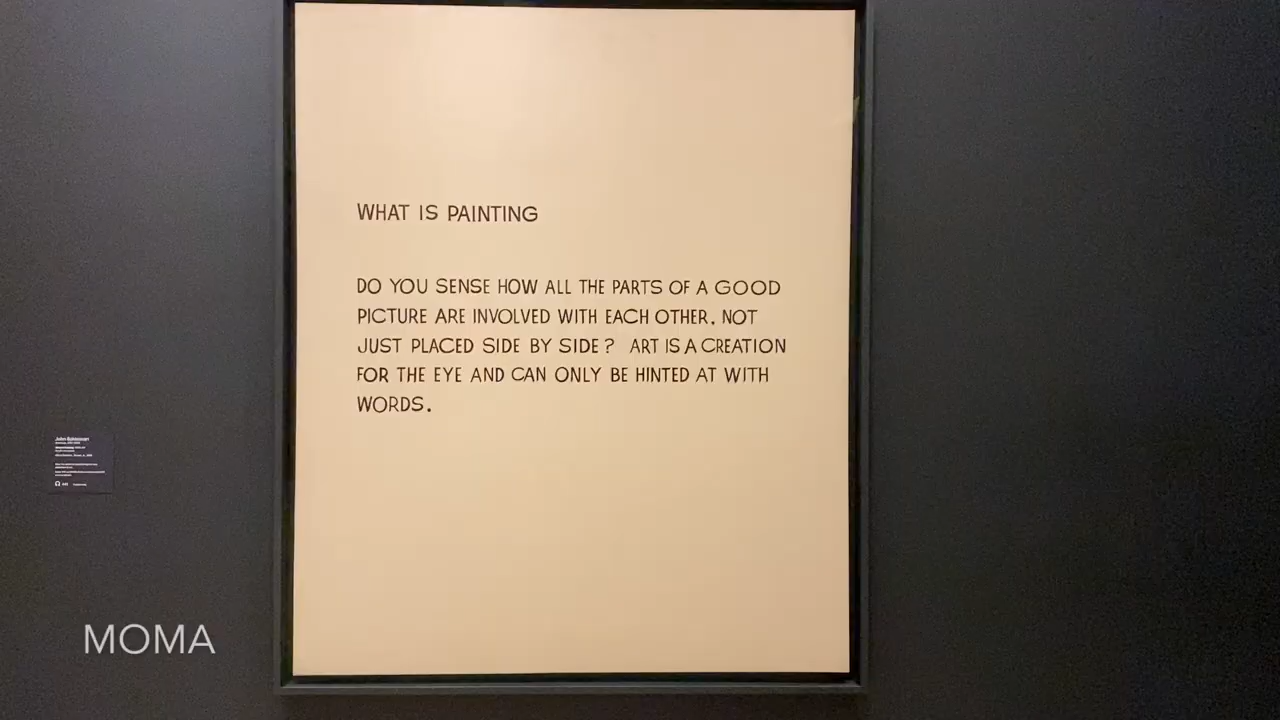 WHAT IS PAINTING
DO YOU SENSE HOW ALL THE PARTS OF A GOOD
PICTURE ARE INVOLVED WITH EACH OTHER, NOT
JUST PLACED SIDE BY SIDE? ART IS A CREATION
FOR THE EYE AND CAN ONLY BE HINTED AT WITH
WORDS.
John Baldessari
MOMA